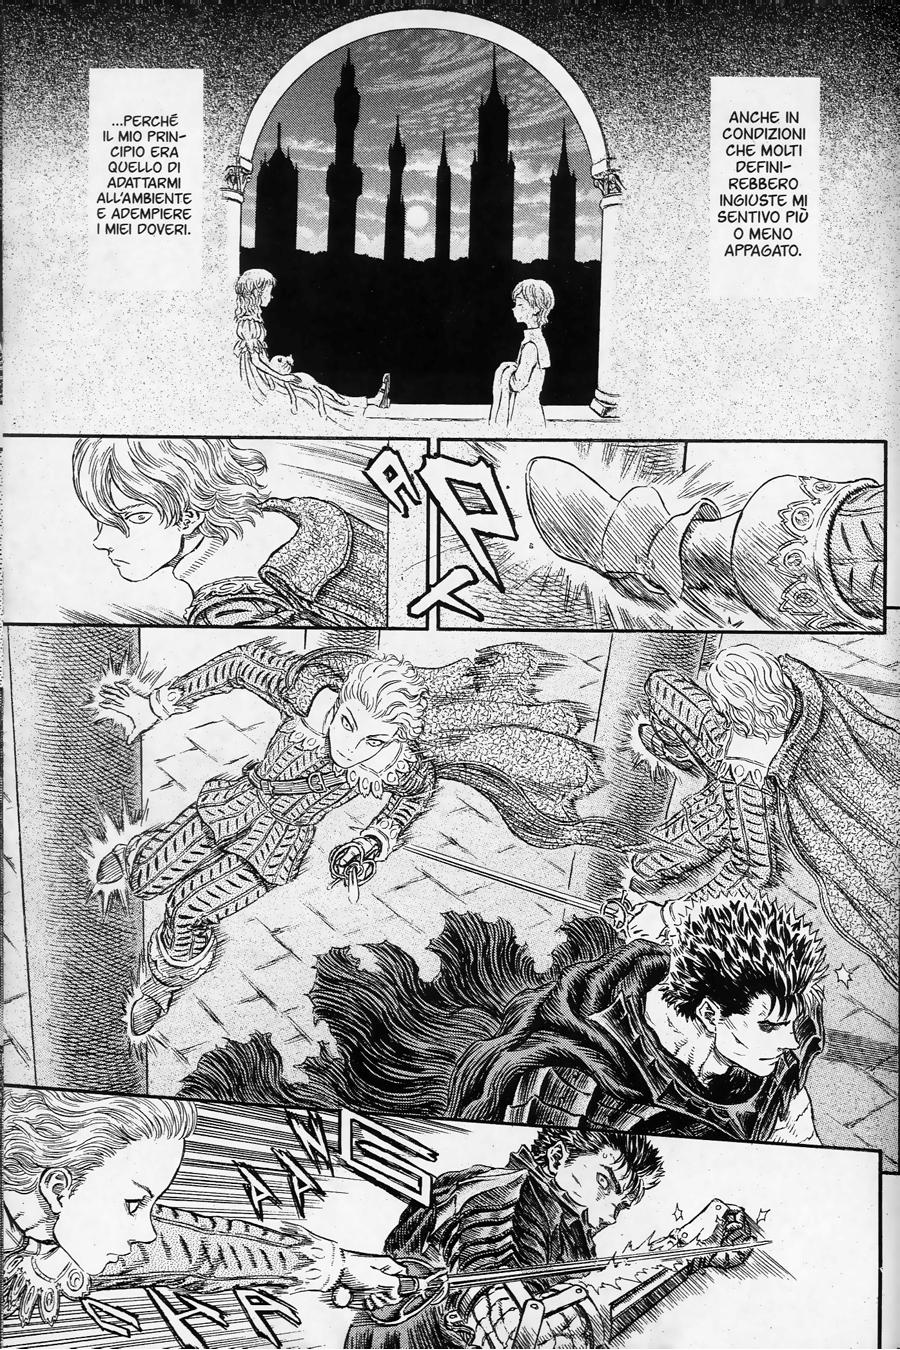 ANCHE IN
CONDIZIONI
CHE MOLTI
DEFINI-
REBBERO
INGIUSTE MI
SENTIVO PIÙ
O MENO
APPAGATO.
...PERCHÉ
IL MIO PRIN-
CIPIO ERA
QUELLO DI
ADATTARMI
ALL'AMBIENTE
E ADEMPIERE
I MIEI DOVERI.